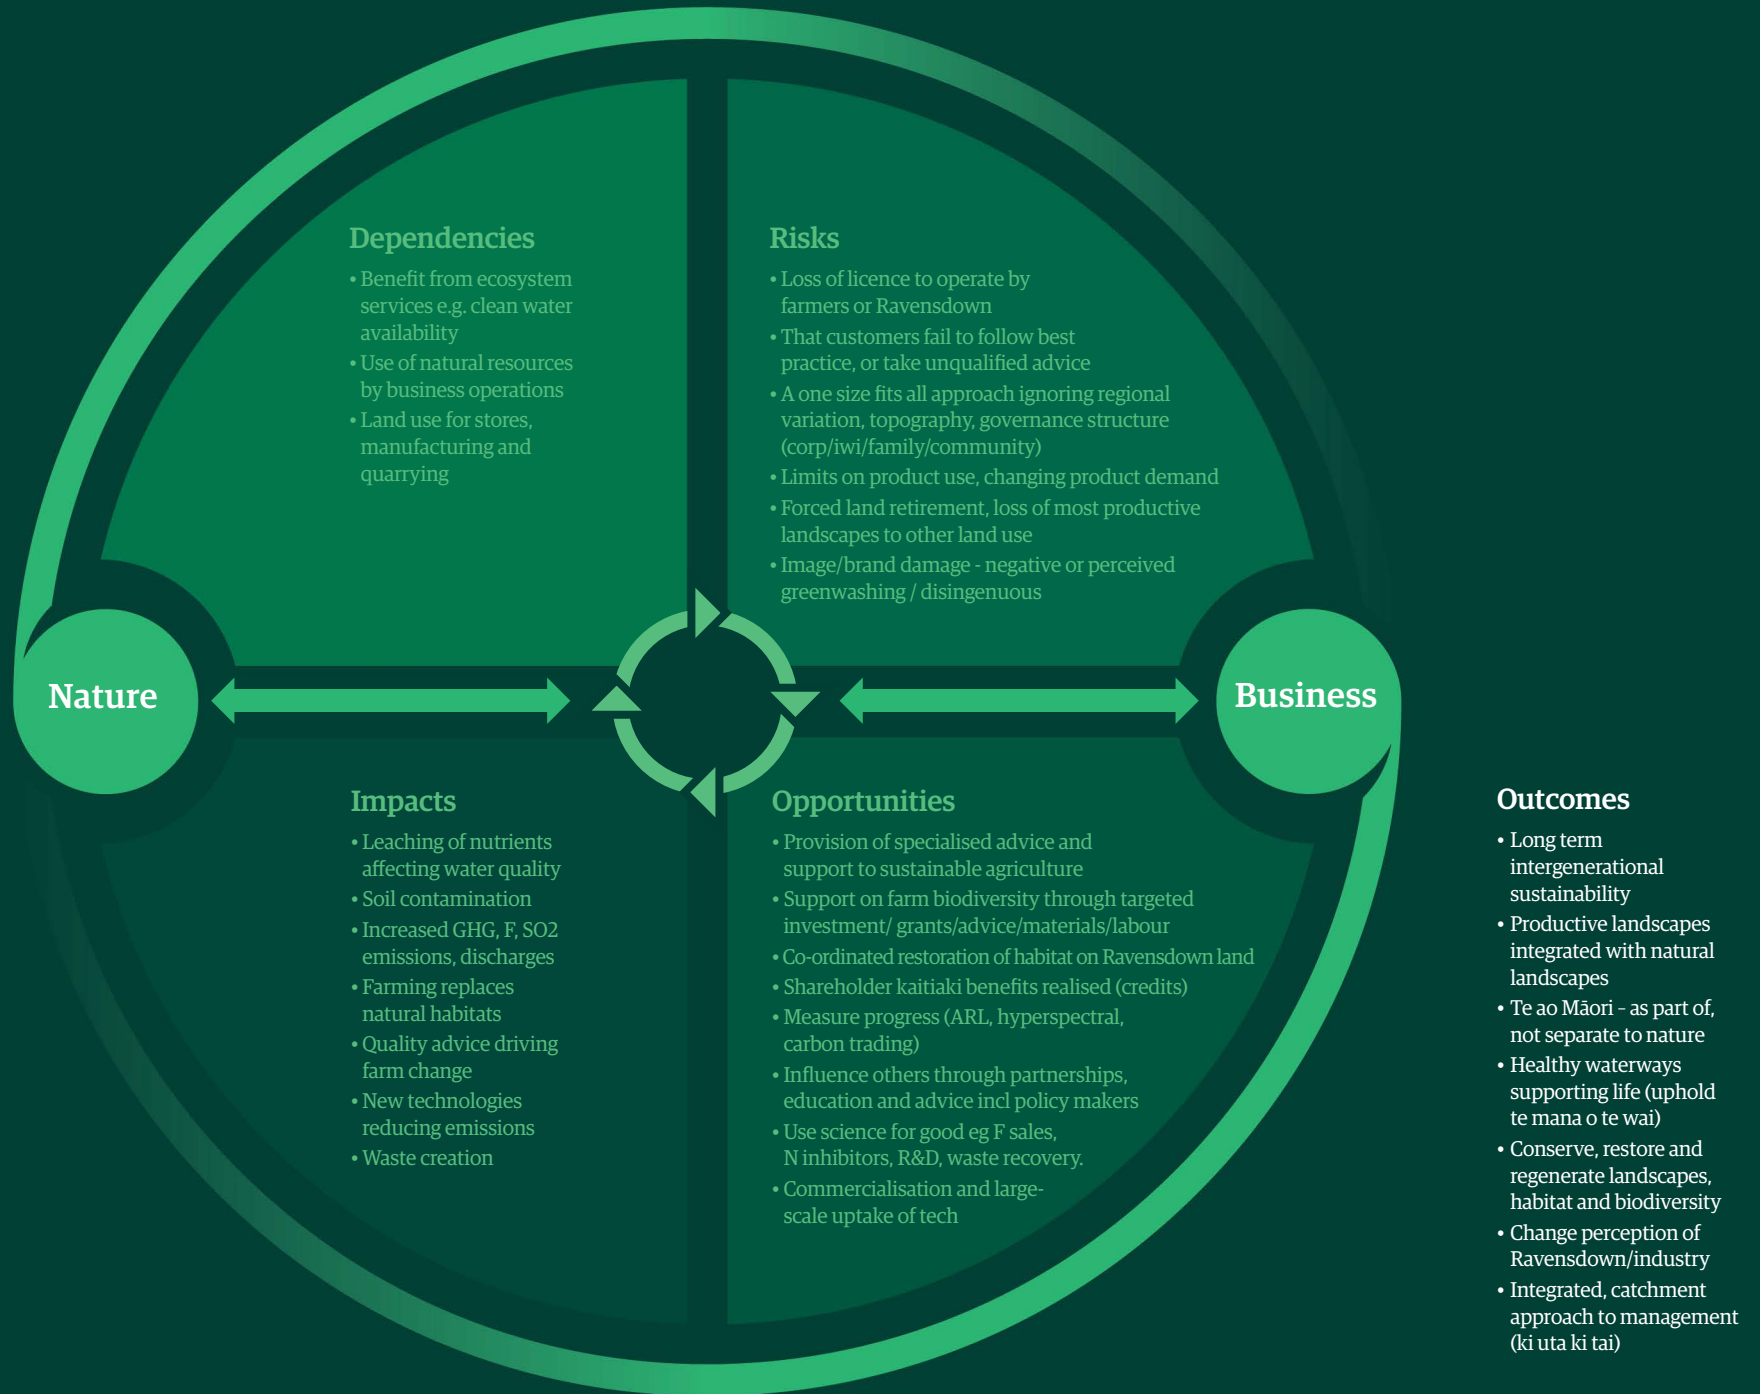 Dependencies
• Benefit from ecosystem
services e.g. clean water
availability
• Use of natural resources
by business operations
• Land use for stores,
manufacturing and
quarrying
Risks
• Loss of licence to operate by
farmers or Ravensdown
• That customers fail to follow best
practice, or take unqualified advice
• A one size fits all approach ignoring regional
variation, topography, governance structure
(corp/iwi/family/community)
• Limits on product use, changing product demand
• Forced land retirement, loss of most productive
landscapes to other land use
• Image/brand damage - negative or perceived
greenwashing / disingenuous
Nature
Business
Impacts
• Leaching of nutrients
affecting water quality
• Soil contamination
• Increased GHG, F, SO2
emissions, discharges
• Farming replaces
natural habitats
• Quality advice driving
farm change
• New technologies
reducing emissions
• Waste creation
Opportunities
• Provision of specialised advice and
support to sustainable agriculture
• Support on farm biodiversity through targeted
investment/ grants/advice/materials/labour
• Co-ordinated restoration of habitat on Ravensdown land
• Shareholder kaitiaki benefits realised (credits)
• Measure progress (ARL, hyperspectral,
carbon trading)
• Influence others through partnerships,
education and advice incl policy makers
• Use science for good eg F sales,
N inhibitors, R&D, waste recovery.
• Commercialisation and large-
scale uptake of tech
Outcomes
• Long term
intergenerational
sustainability
• Productive landscapes
integrated with natural
landscapes
• Te ao Māori – as part of,
not separate to nature
• Healthy waterways
supporting life (uphold
te mana o te wai)
• Conserve, restore and
regenerate landscapes,
habitat and biodiversity
• Change perception of
Ravensdown/industry
• Integrated, catchment
approach to management
(ki uta ki tai)